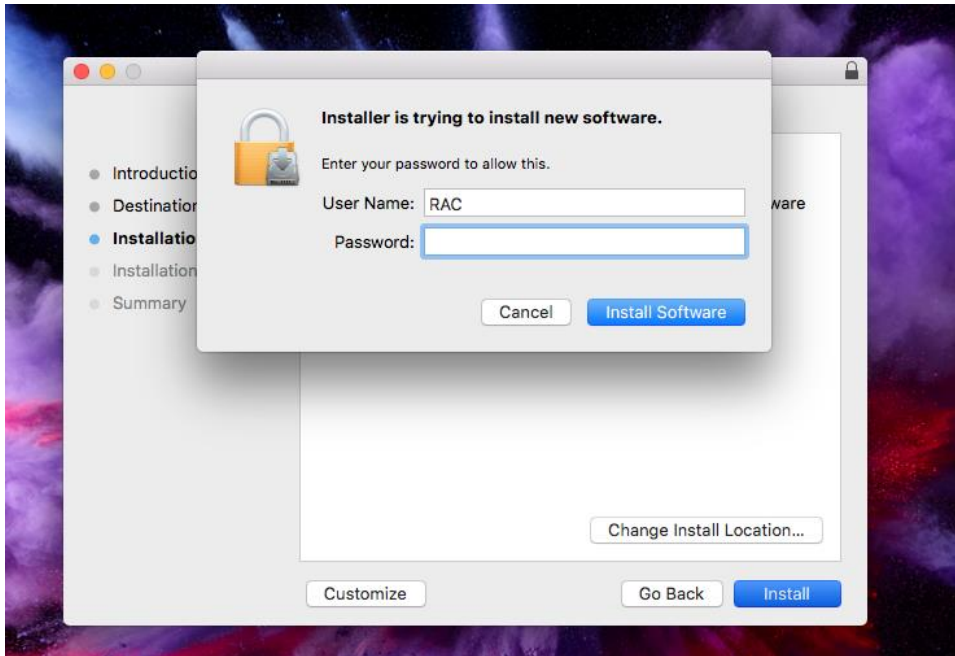 Installer is trying to install new software.
Enter your password to allow this.
User Name: RAC
Password:
Cancel
Install Software
Introductio
Destination
Installatio
Installation
Summary
ware
Change Install Location...
Customize
Go Back
Install